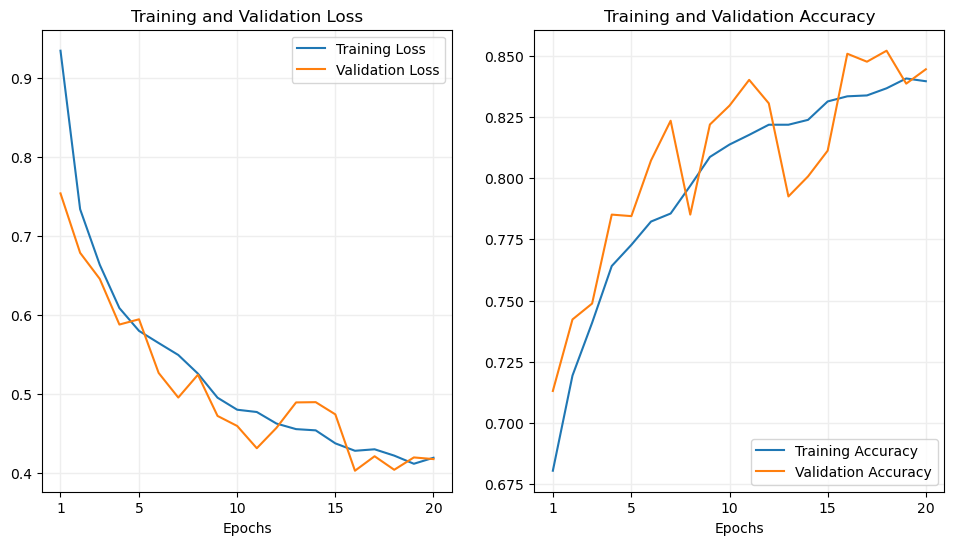 Training and Validation Loss
Training Loss
Validation Loss
0.9
0.8
0.7
0.6
0.5
0.4
1 5 10 15 20
Epochs
Training and Validation Accuracy
0.850
0.825
0.800
0.775
0.750
0.725
0.700
0.675
Training Accuracy
Validation Accuracy
1 5 10 15 20
Epochs